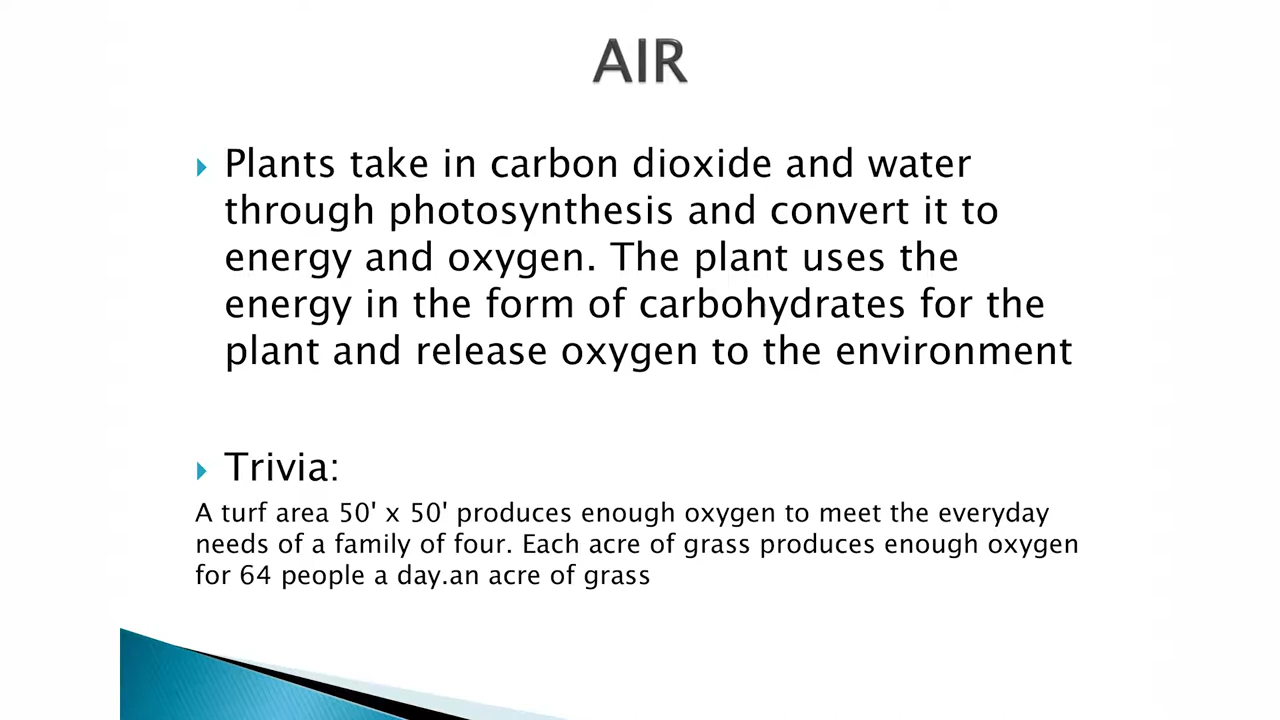 AIR
Plants take in carbon dioxide and water
through photosynthesis and convert it to
energy and oxygen. The plant uses the
energy in the form of carbohydrates for the
plant and release oxygen to the environment
Trivia:
A turf area 50' x 50' produces enough oxygen to meet the everyday
needs of a family of four. Each acre of grass produces enough oxygen
for 64 people a day.an acre of grass